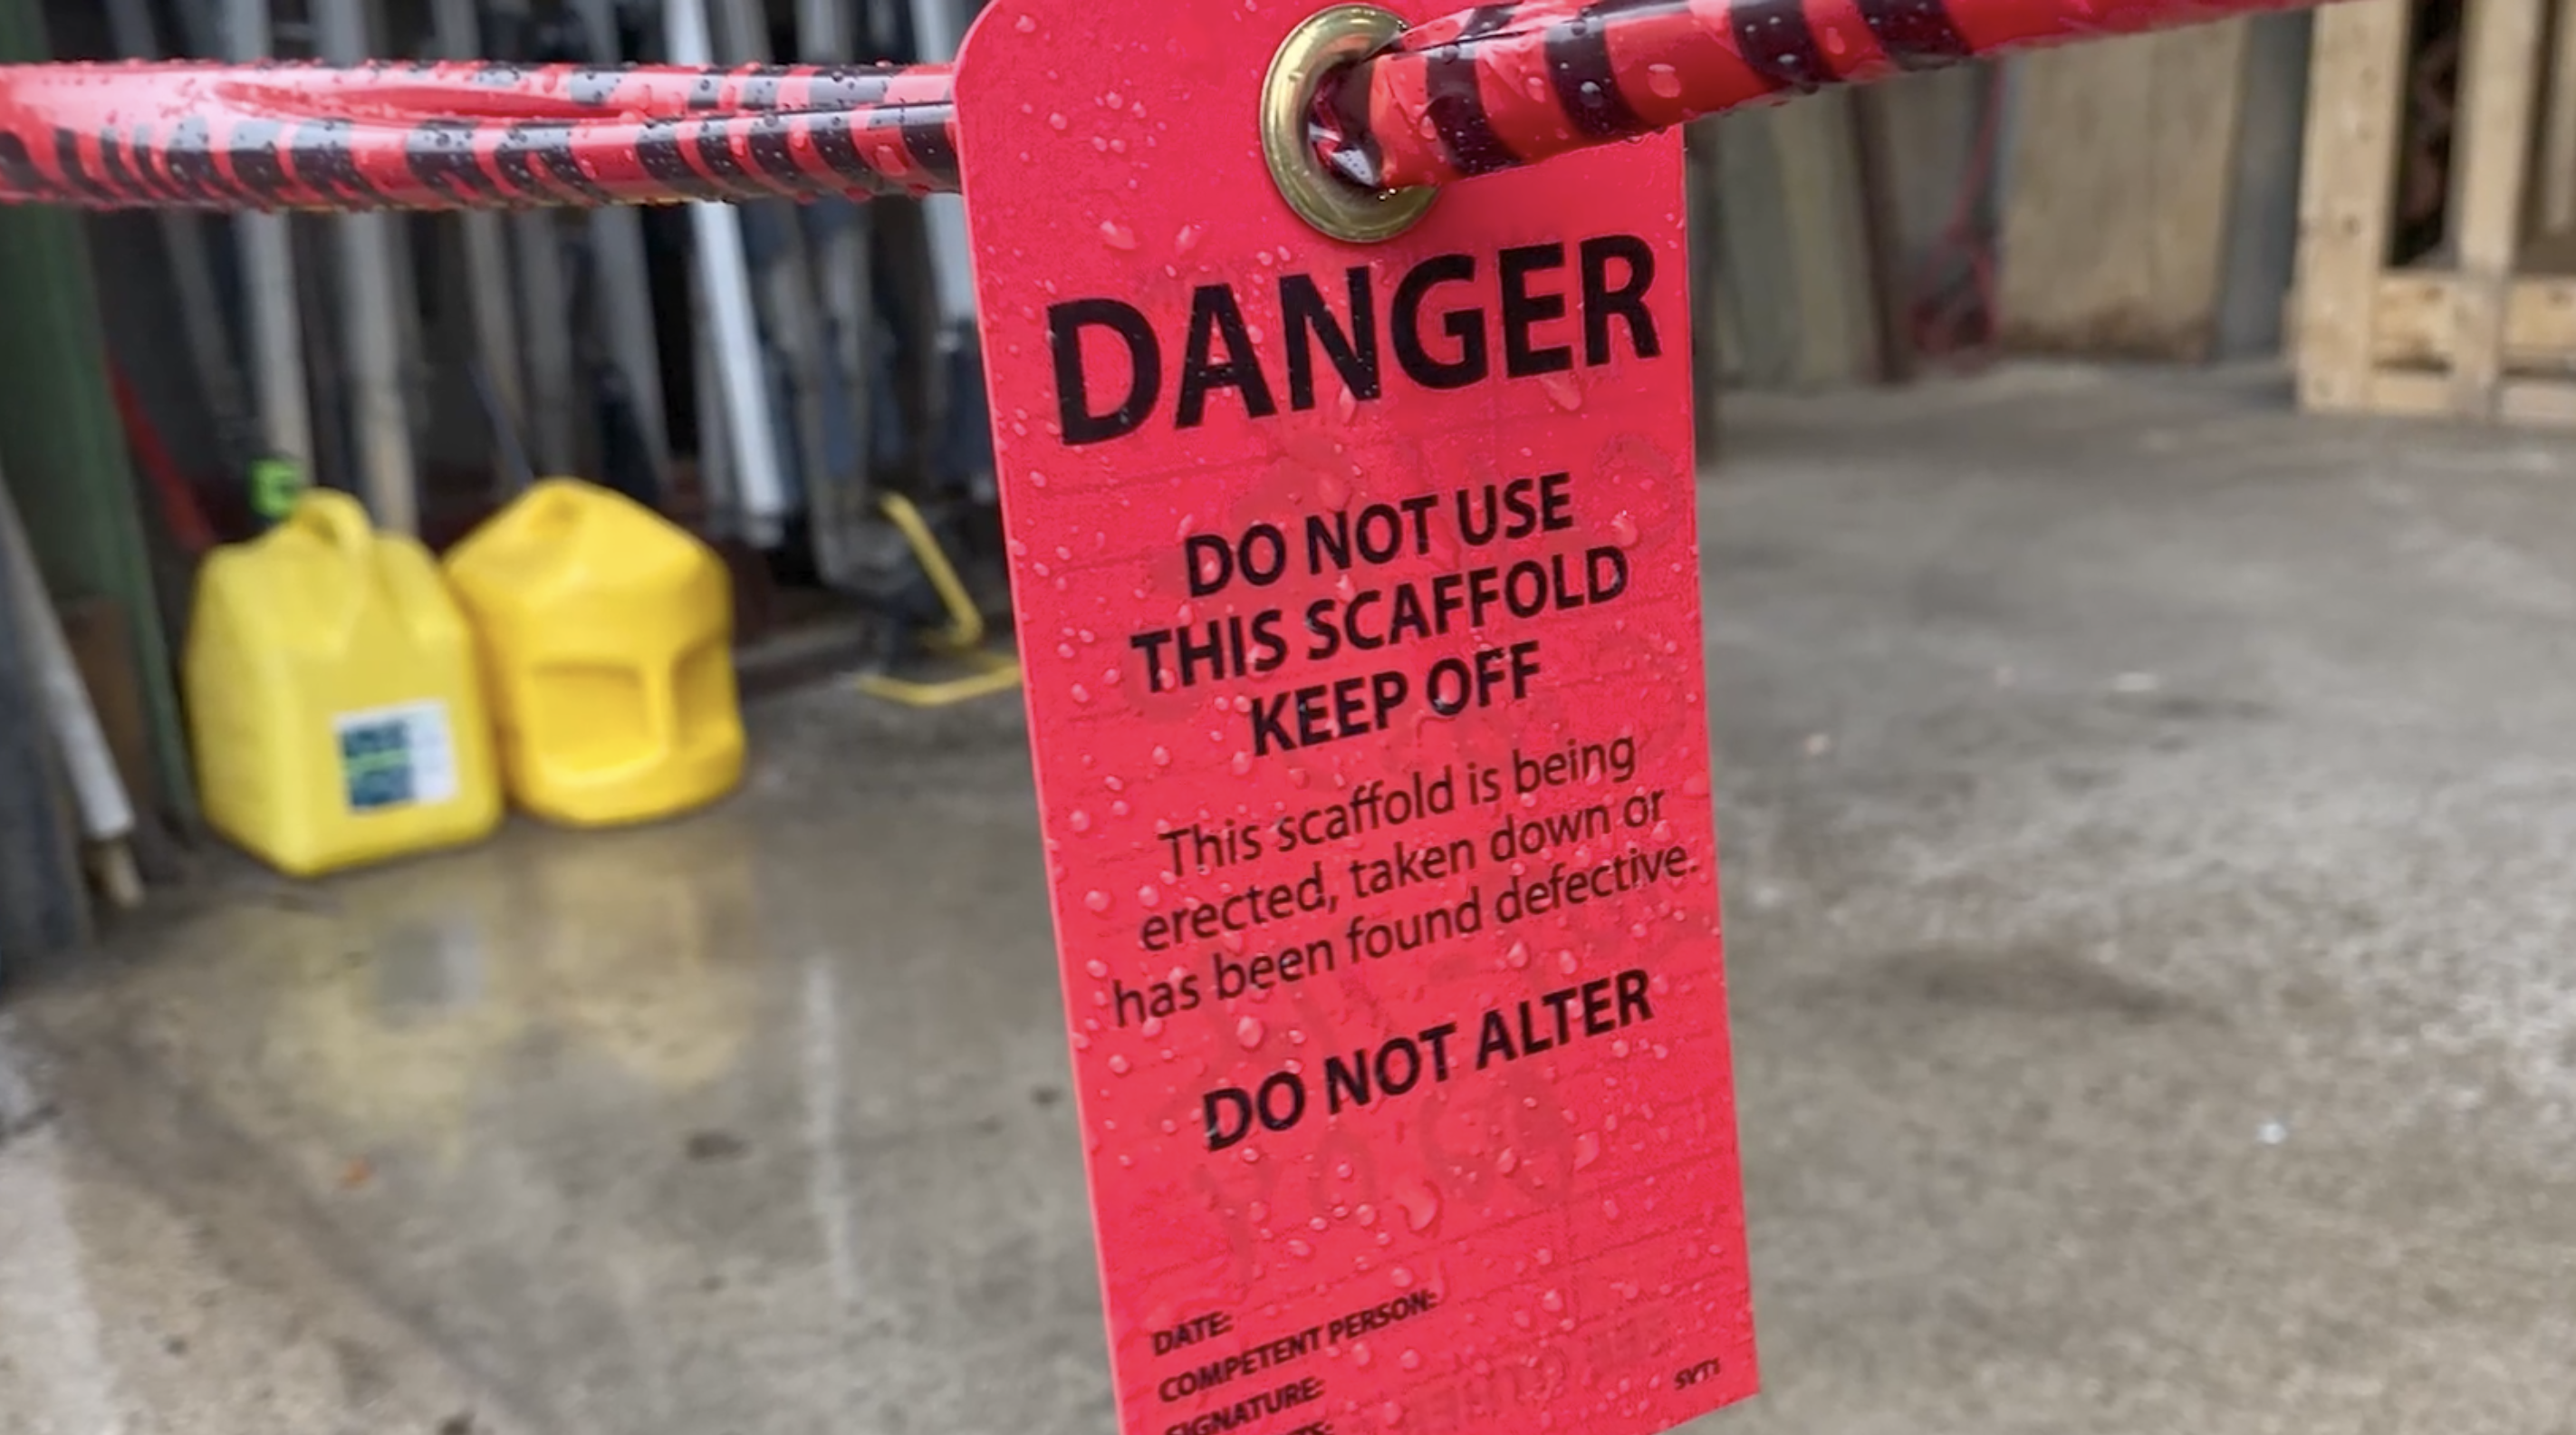 DANGER
DO NOT USE
THIS SCAFFOLD
KEEP OFF
This scaffold is being
erected, taken down or
has been found defective.
DO NOT ALTER
DATE:
COMPETENT PERSON:
SIGNATURE:
SVT1